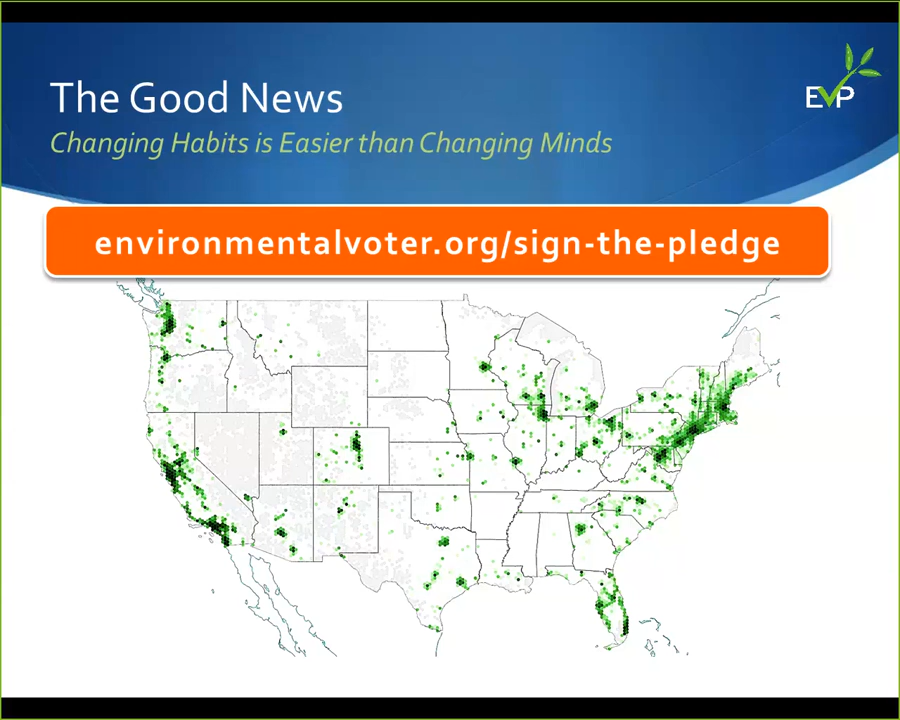 The Good News
EVP
Changing Habits is Easier than Changing Minds
environmentalvoter.org/sign-the-pledge